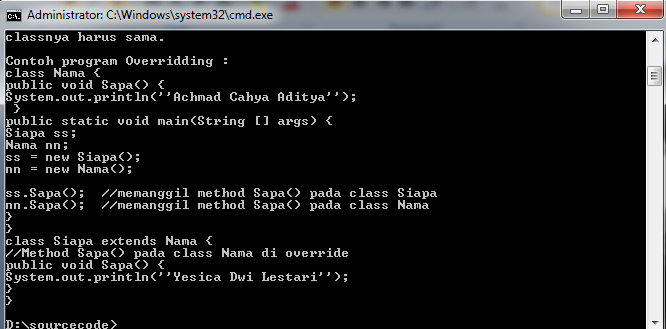 Administrator: C:\Windows\system32\cmd.exe
classnya harus sama.
Contoh program Overridding :
class Nama {
public void Sapa() {
System.out.println(''Achmad Cahya Aditya'');
}
public static void main(String [] args) {
Siapa ss;
Nama nn;
ss = new Siapa();
nn = new Nama();
ss.Sapa();  //memanggil method Sapa() pada class Siapa
nn.Sapa();  //memanggil method Sapa() pada class Nama
}
}
class Siapa extends Nama {
//Method Sapa() pada class Nama di override
public void Sapa() {
System.out.println(''Yesica Dwi Lestari'');
}
}
D:\sourcecode>